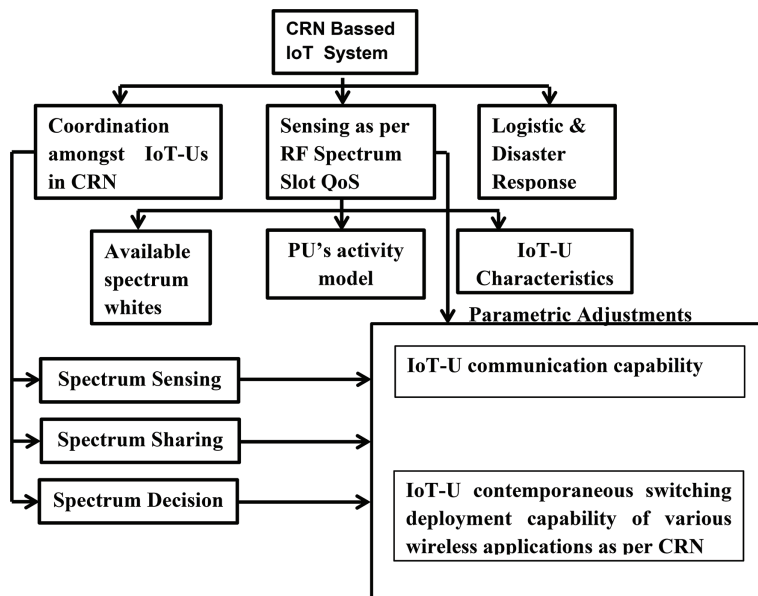 CRN Bassed
IoT System
Coordination
amongst IoT-Us
in CRN
Sensing as per
RF Spectrum
Slot QoS
Logistic &
Disaster
Response
Available
spectrum
whites
PU's activity
model
IoT-U
Characteristics
Parametric Adjustments
Spectrum Sensing
IoT-U communication capability
Spectrum Sharing
Spectrum Decision
IoT-U contemporaneous switching
deployment capability of various
wireless applications as per CRN